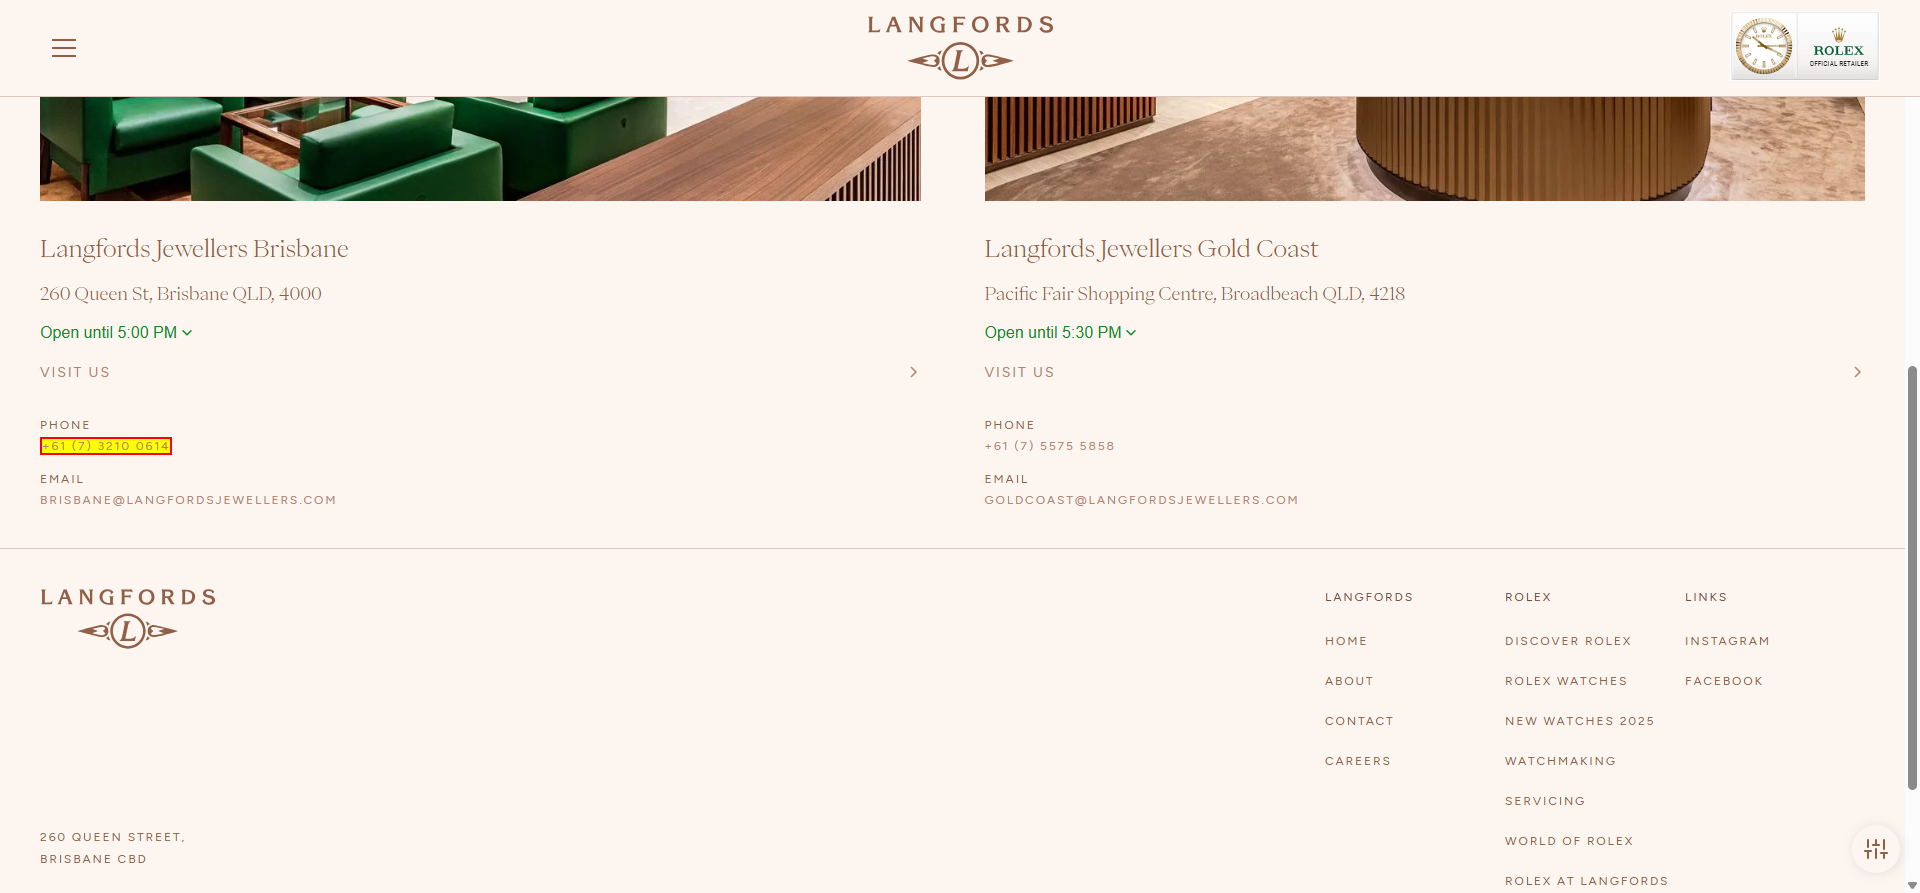 LANGFORDS
L
ROLEX
OFFICIAL RETAILER
Langfords Jewellers Brisbane
260 Queen St, Brisbane QLD, 4000
Open until 5:00 PM
VISIT US
PHONE
+61 (7) 3210 0614
EMAIL
BRISBANE@LANGFORDSJEWELLERS.COM
Langfords Jewellers Gold Coast
Pacific Fair Shopping Centre, Broadbeach QLD, 4218
Open until 5:30 PM
VISIT US
PHONE
+61 (7) 5575 5858
EMAIL
GOLDCOAST@LANGFORDSJEWELLERS.COM
LANGFORDS
L
260 QUEEN STREET,
BRISBANE CBD
LANGFORDS
HOME
ABOUT
CONTACT
CAREERS
ROLEX
DISCOVER ROLEX
ROLEX WATCHES
NEW WATCHES 2025
WATCHMAKING
SERVICING
WORLD OF ROLEX
ROLEX AT LANGFORDS
LINKS
INSTAGRAM
FACEBOOK